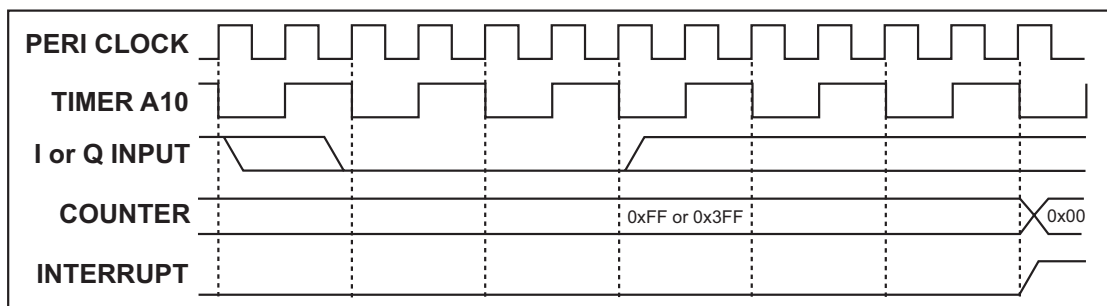 PERI CLOCK
TIMER A10
I or Q INPUT
COUNTER
0xFF or 0x3FF
0x00
INTERRUPT